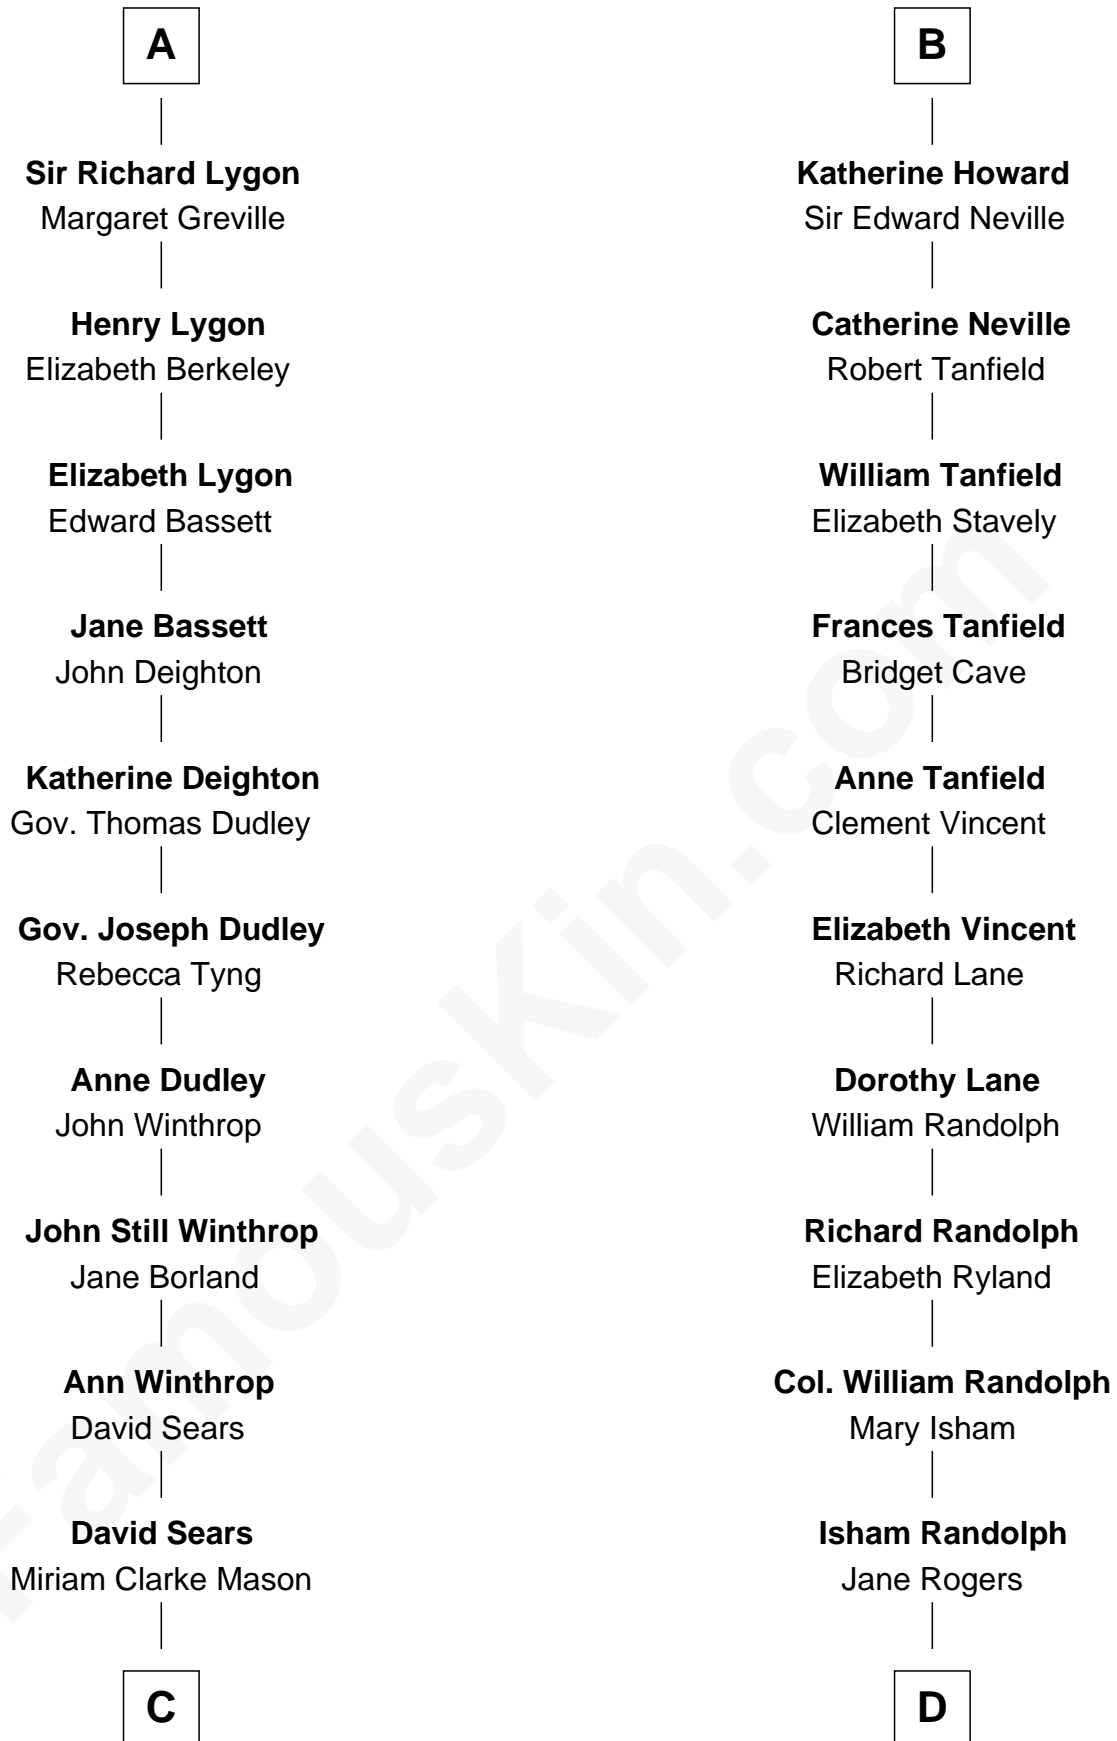 A
Sir Richard Lygon
Margaret Greville
Henry Lygon
Elizabeth Berkeley
Elizabeth Lygon
Edward Bassett
Jane Bassett
John Deighton
Katherine Deighton
Gov. Thomas Dudley
Gov. Joseph Dudley
Rebecca Tyng
Anne Dudley
John Winthrop
John Still Winthrop
Jane Borland
Ann Winthrop
David Sears
David Sears
Miriam Clarke Mason
C
B
Katherine Howard
Sir Edward Neville
Catherine Neville
Robert Tanfield
William Tanfield
Elizabeth Stavely
Frances Tanfield
Bridget Cave
Anne Tanfield
Clement Vincent
Elizabeth Vincent
Richard Lane
Dorothy Lane
William Randolph
Richard Randolph
Elizabeth Ryland
Col. William Randolph
Mary Isham
Isham Randolph
Jane Rogers
D
FamousKin.com